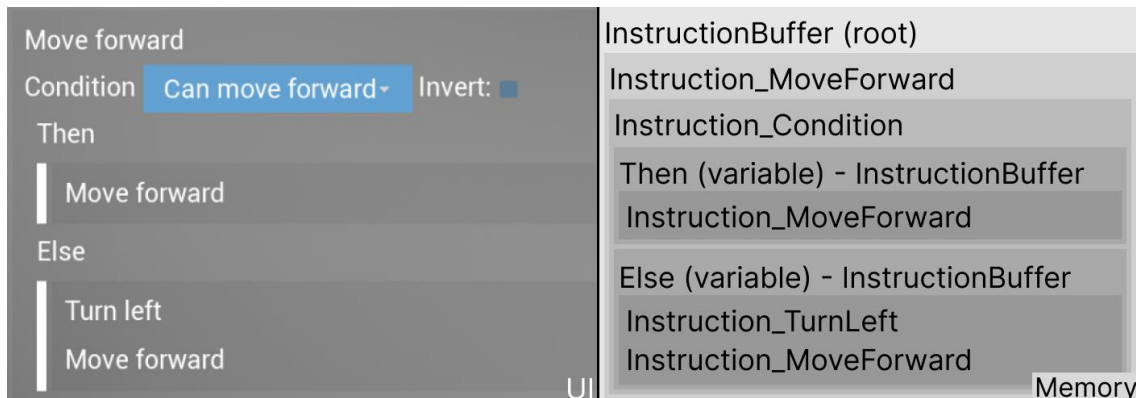 Move forward
Condition Can move forward Invert:
Then
Move forward
Else
Turn left
Move forward
UI
InstructionBuffer (root)
Instruction_MoveForward
Instruction_Condition
Then (variable) - InstructionBuffer
Instruction_MoveForward
Else (variable) - InstructionBuffer
Instruction_TurnLeft
Instruction_MoveForward
Memory